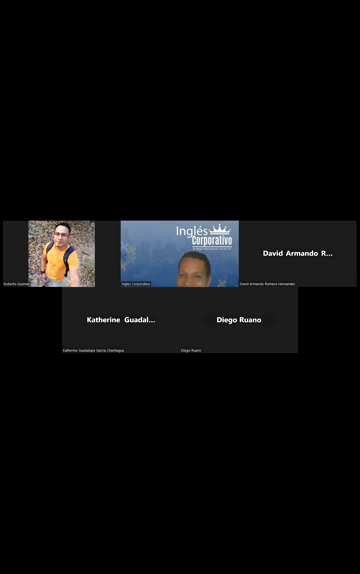 Inglés
Corporativo
Roberto Guzman
Inglés Corporativo
David Armando R...
David Armando Romero Hernandez
Katherine Guadal...
Katherine Guadalupe Garcia Chachagua
Diego Ruano
Diego Ruano